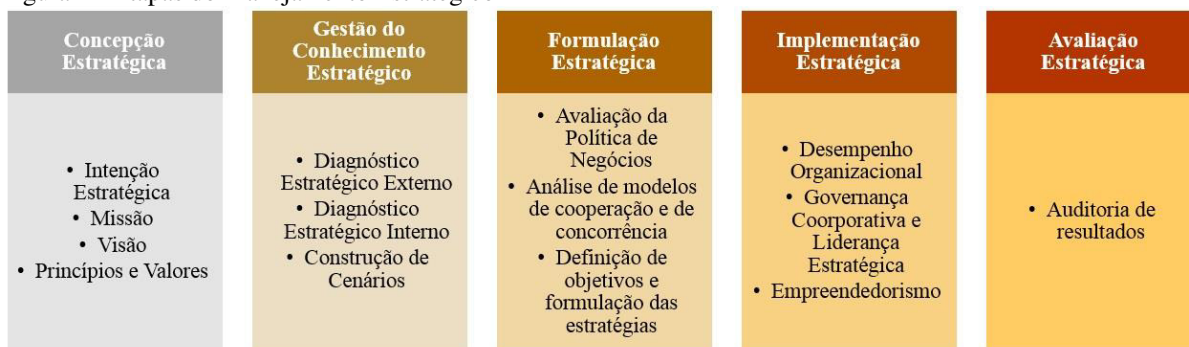 Concepção
Estratégica
• Intenção
Estratégica
• Missão
• Visão
• Princípios e Valores
Gestão do
Conhecimento
Estratégico
• Diagnóstico
Estratégico Externo
• Diagnóstico
Estratégico Interno
• Construção de
Cenários
Formulação
Estratégica
• Avaliação da
Política de
Negócios
• Análise de modelos
de cooperação e de
concorrência
• Definição de
objetivos e
formulação das
estratégias
Implementação
Estratégica
• Desempenho
Organizacional
• Governança
Coorporativa e
Liderança
Estratégica
• Empreendedorismo
Avaliação
Estratégica
• Auditoria de
resultados